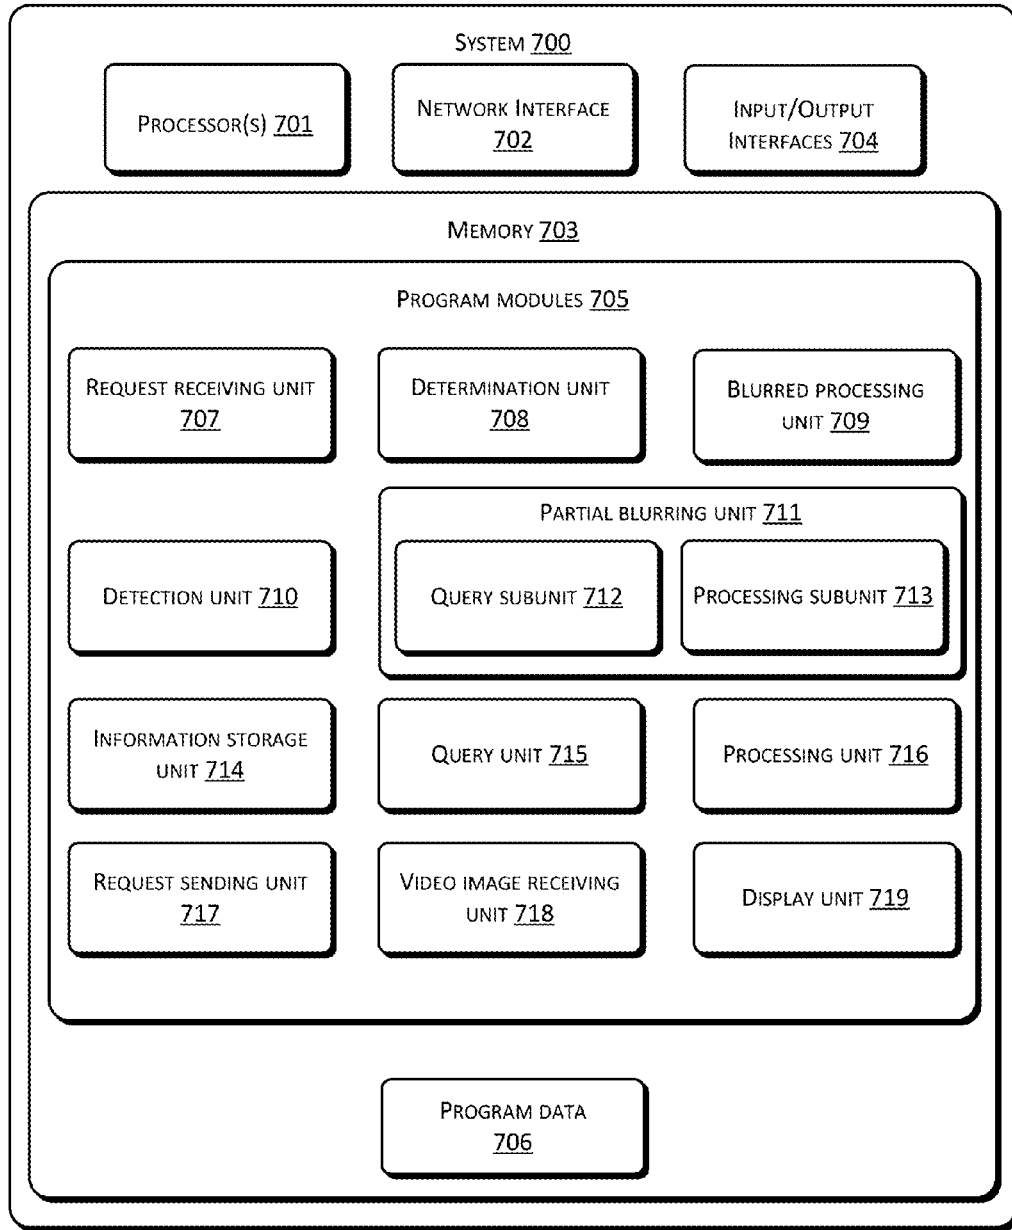 SYSTEM 700
PROCESSOR(S) 701
NETWORK INTERFACE
702
INPUT/OUTPUT
INTERFACES 704
MEMORY 703
PROGRAM MODULES 705
REQUEST RECEIVING UNIT
707
DETERMINATION UNIT
708
BLURRED PROCESSING
UNIT 709
PARTIAL BLURRING UNIT 711
DETECTION UNIT 710
QUERY SUBUNIT 712
PROCESSING SUBUNIT 713
INFORMATION STORAGE
UNIT 714
QUERY UNIT 715
PROCESSING UNIT 716
REQUEST SENDING UNIT
717
VIDEO IMAGE RECEIVING
UNIT 718
DISPLAY UNIT 719
PROGRAM DATA
706